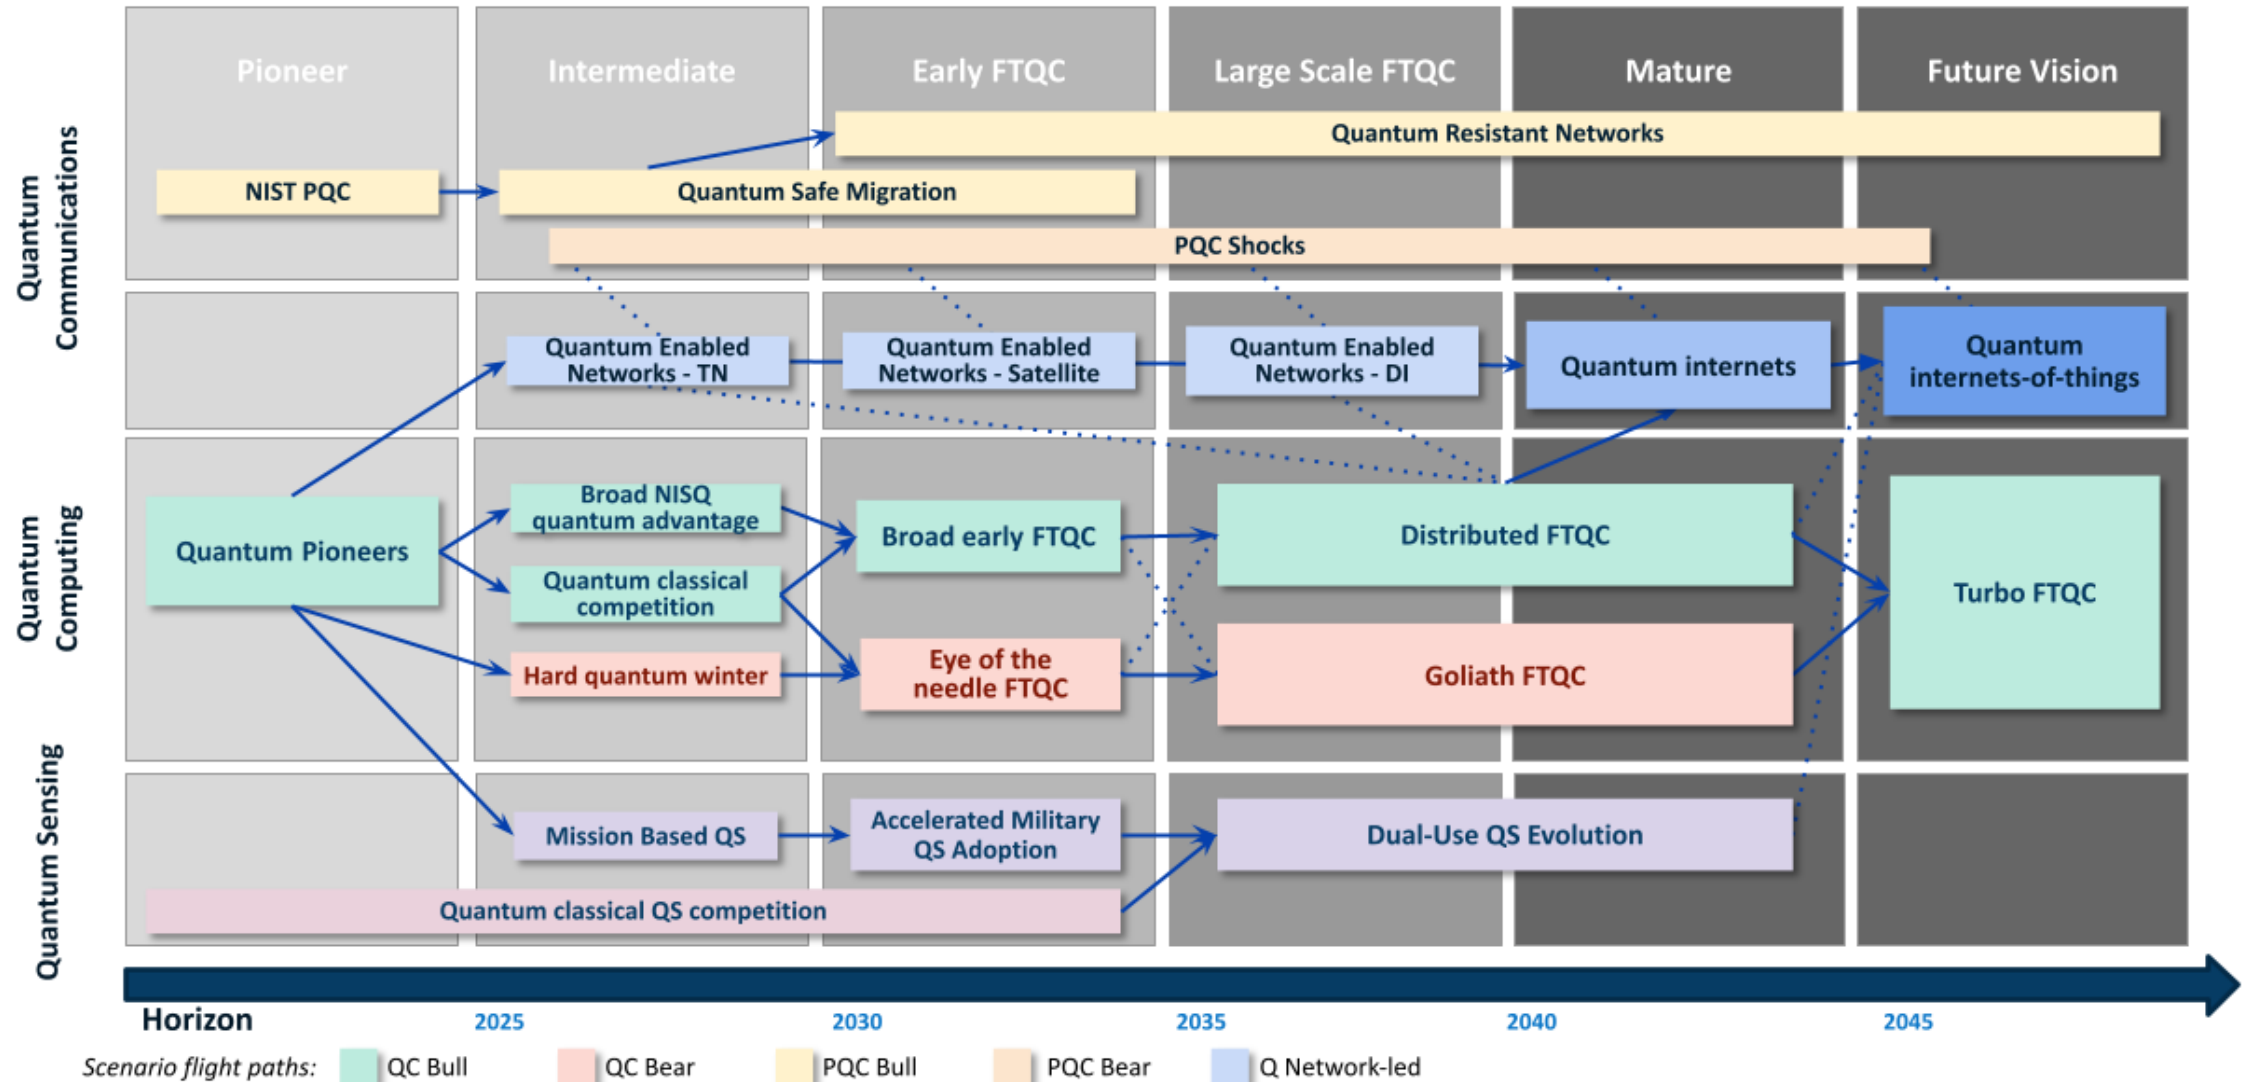 Pioneer
Intermediate
Early FTQC
Large Scale FTQC
Mature
Future Vision
Quantum
Communications
Quantum Resistant Networks
NIST PQC
Quantum Safe Migration
PQC Shocks
Quantum Enabled
Networks - TN
Quantum Enabled
Networks - Satellite
Quantum Enabled
Networks - DI
Quantum internets
Quantum
internets-of-things
Quantum
Computing
Quantum Pioneers
Broad NISQ
quantum advantage
Quantum classical
competition
Hard quantum winter
Broad early FTQC
Eye of the
needle FTQC
Distributed FTQC
Goliath FTQC
Turbo FTQC
Quantum Sensing
Mission Based QS
Accelerated Military
QS Adoption
Dual-Use QS Evolution
Quantum classical QS competition
Horizon
2025
2030
2035
2040
2045
Scenario flight paths:
QC Bull
QC Bear
PQC Bull
PQC Bear
Q Network-led